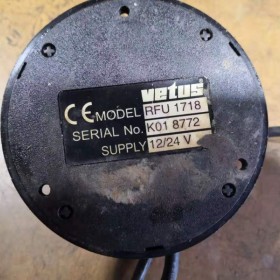 vetus
CE MODEL RFU 1718
SERIAL No. K01 8772
SUPPLY 12/24 V